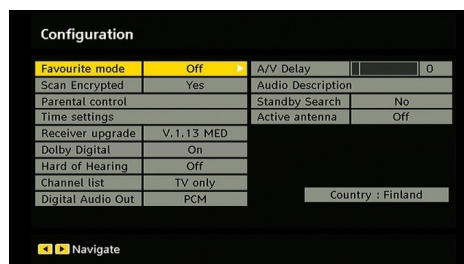 Configuration
Favourite mode Off
Scan Encrypted Yes
Parental control
Time settings
Receiver upgrade V.1.13 MED
Dolby Digital On
Hard of Hearing Off
Channel list TV only
Digital Audio Out PCM
A/V Delay 0
Audio Description
Standby Search No
Active antenna Off
Country : Finland
Navigate